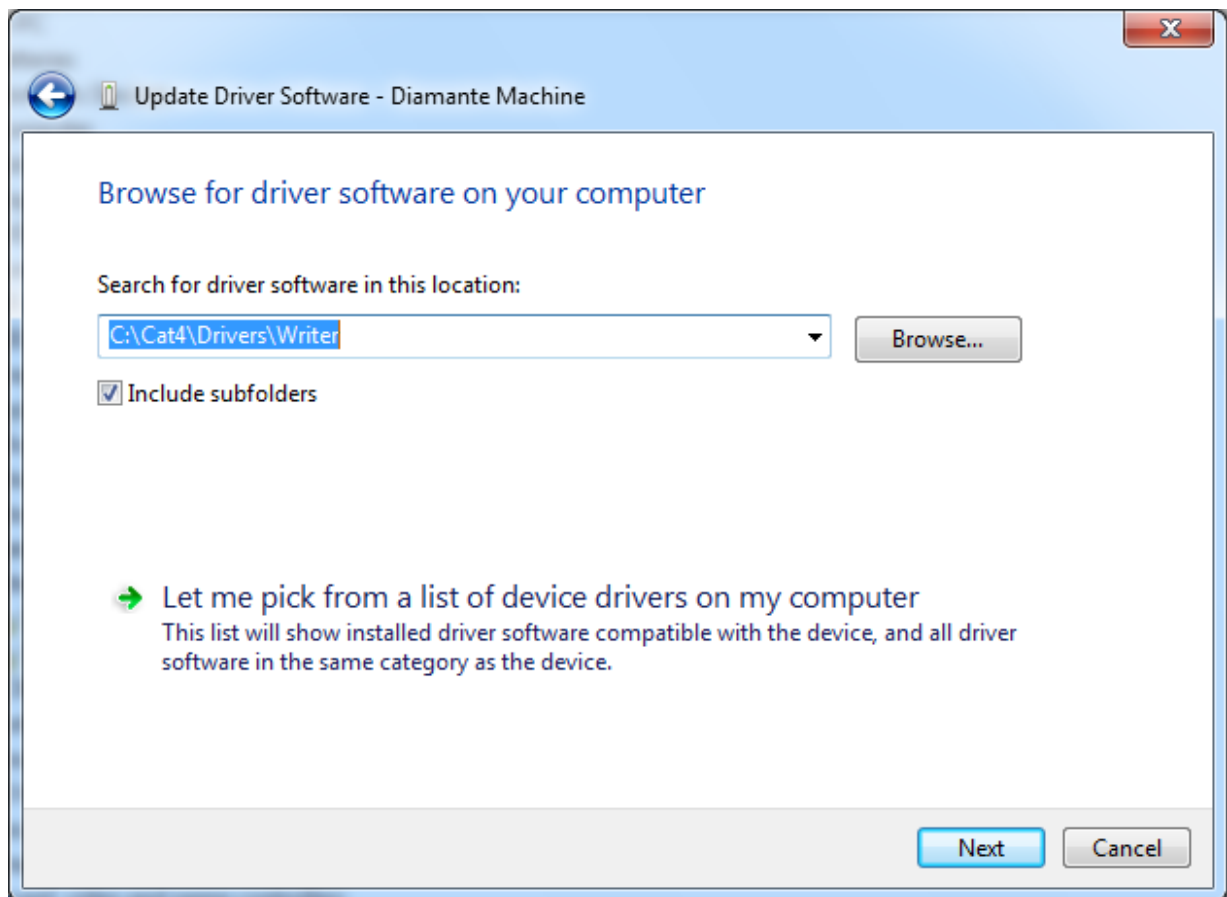 Update Driver Software - Diamante Machine
Browse for driver software on your computer
Search for driver software in this location:
C:\Cat4\Drivers\Writer
Browse...
Include subfolders
Let me pick from a list of device drivers on my computer
This list will show installed driver software compatible with the device, and all driver
software in the same category as the device.
Next
Cancel